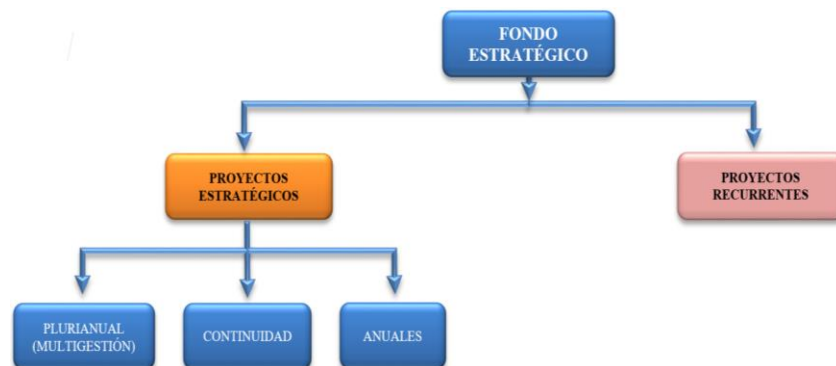 FONDO
ESTRATÉGICO
PROYECTOS
ESTRATÉGICOS
PROYECTOS
RECURRENTES
PLURIANUAL
(MULTIGESTIÓN)
CONTINUIDAD
ANUALES